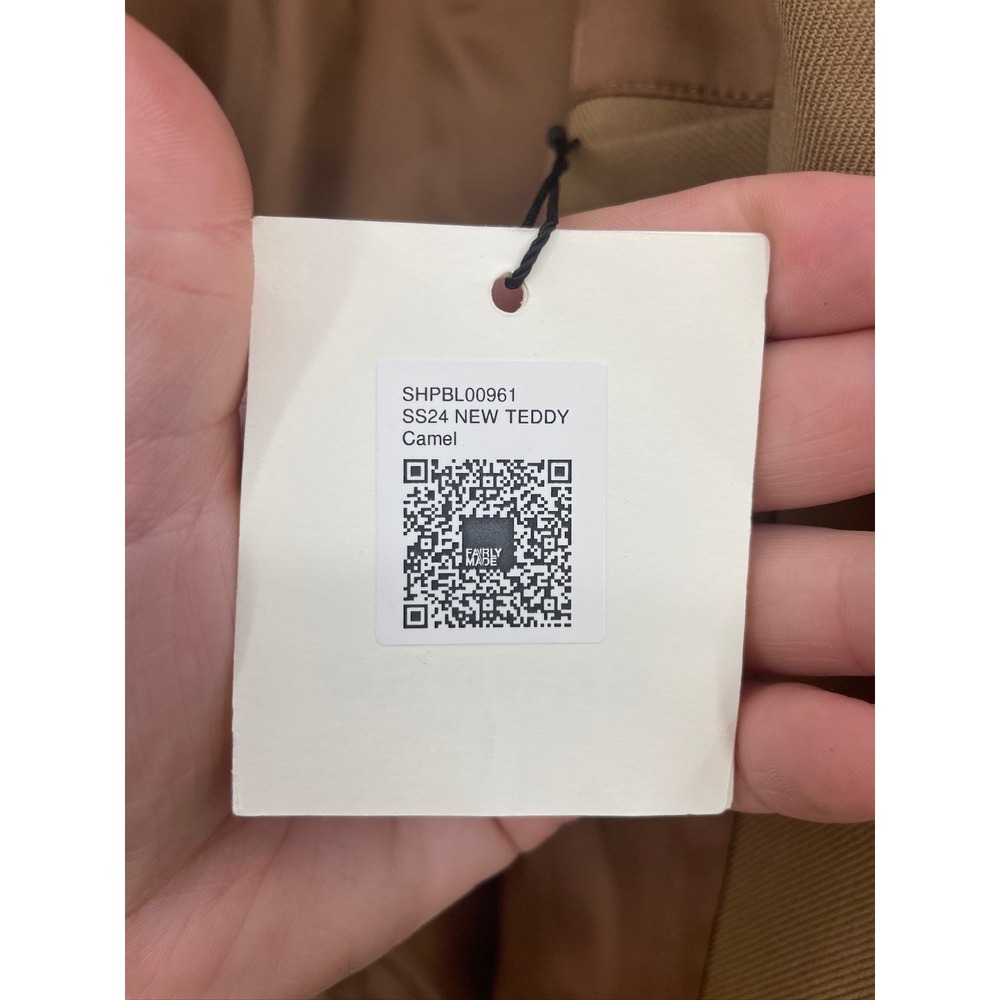 SHPBL00961
SS24 NEW TEDDY
Camel
FAIRLY
MADE